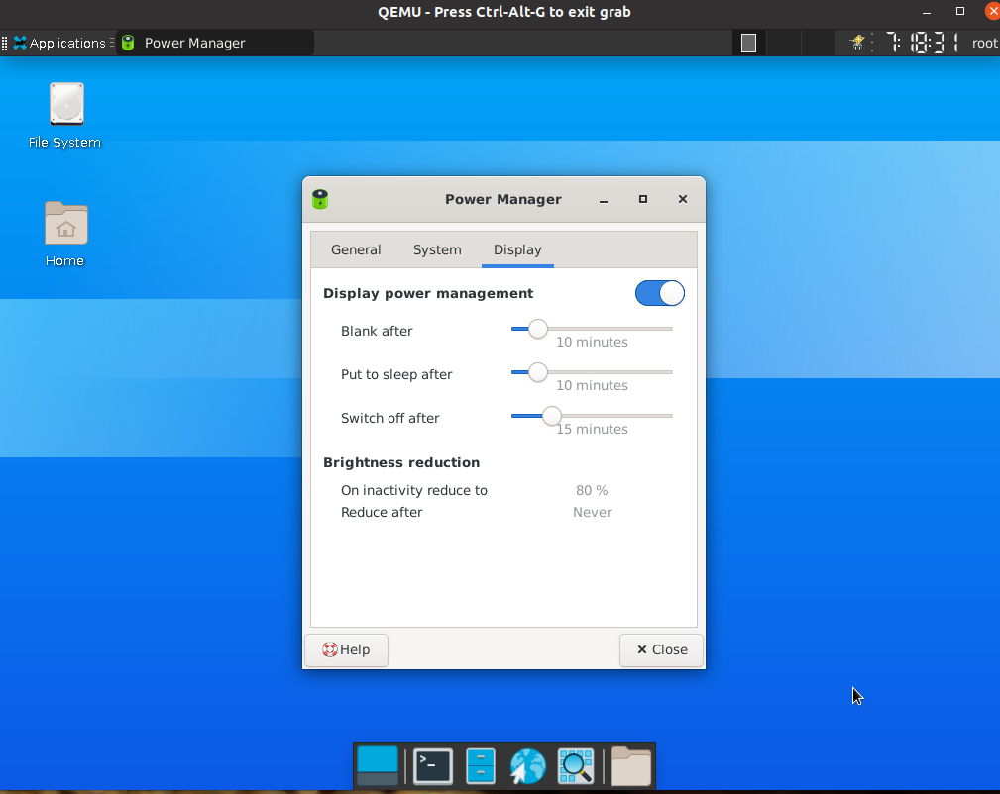 QEMU - Press Ctrl-Alt-G to exit grab
Applications
Power Manager
7:18:31
root
File System
Home
Power Manager
General
System
Display
Display power management
Blank after
10 minutes
Put to sleep after
10 minutes
Switch off after
15 minutes
Brightness reduction
On inactivity reduce to
80 %
Reduce after
Never
Help
Close